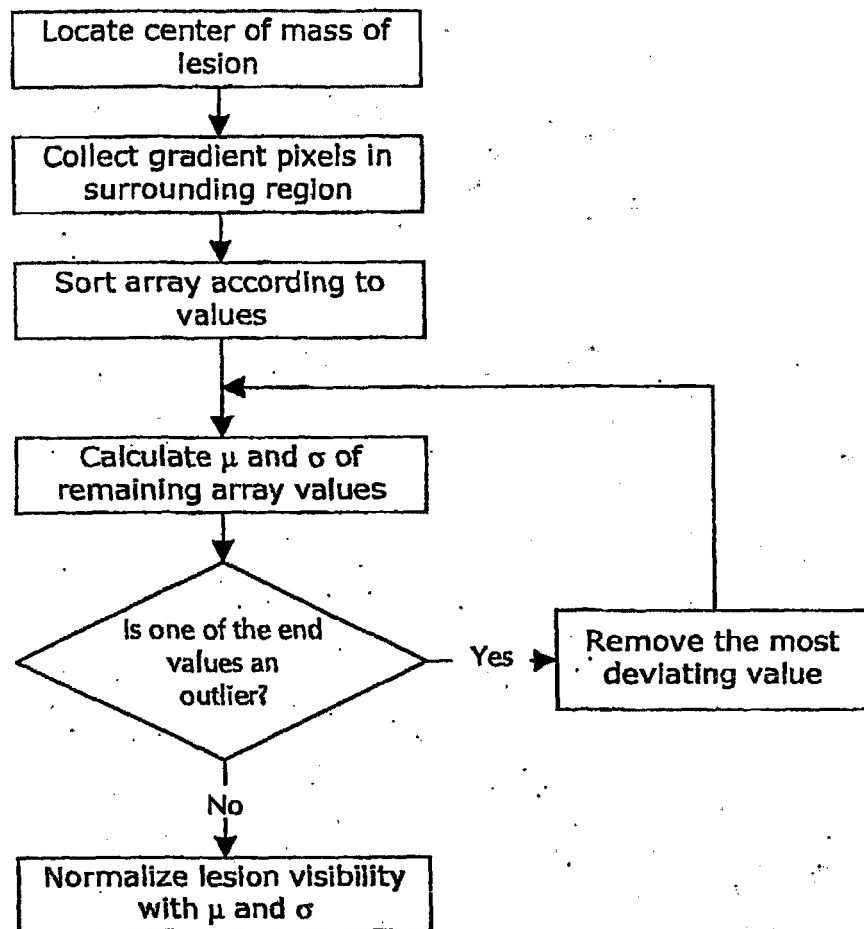 Locate center of mass of
lesion
Collect gradient pixels in
surrounding region
Sort array according to
values
Calculate μ and σ of
remaining array values
Is one of the end
values an
outlier?
Yes
Remove the most
deviating value
No
Normalize lesion visibility
with μ and σ